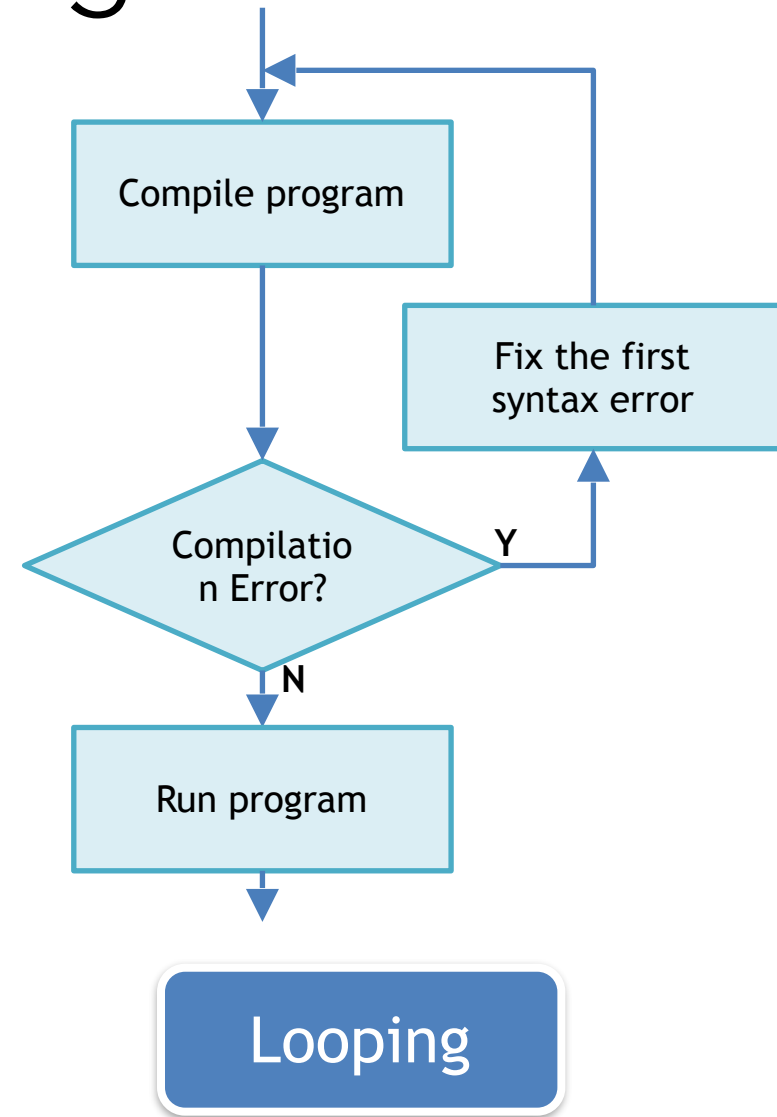 Compile program
Fix the first
syntax error
Compilatio
n Error?
Y
N
Run program
Looping